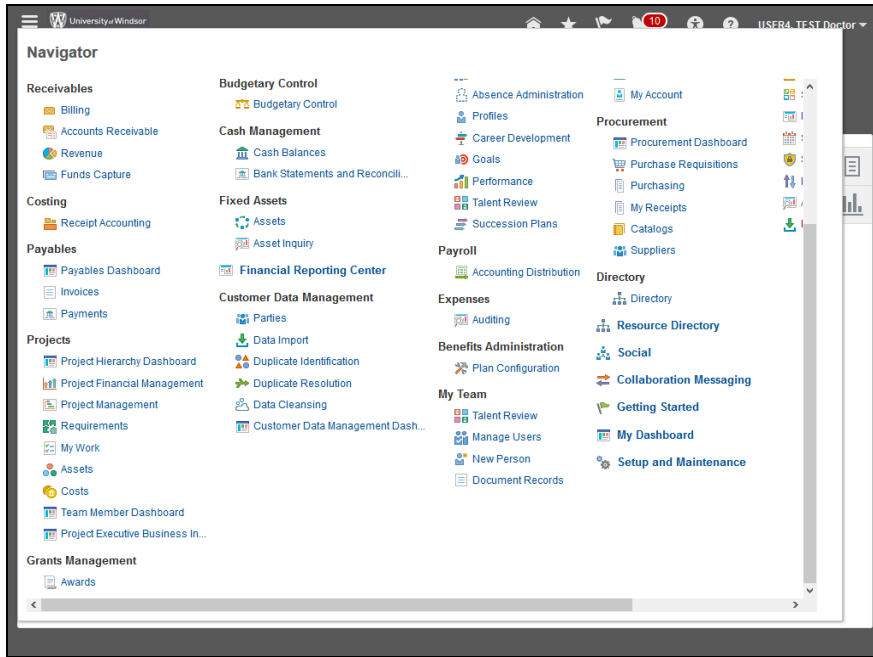 University of Windsor
10
USER4, TEST Doctor
Navigator
Receivables
Billing
Accounts Receivable
Revenue
Funds Capture
Costing
Receipt Accounting
Payables
Payables Dashboard
Invoices
Payments
Projects
Project Hierarchy Dashboard
Project Financial Management
Project Management
Requirements
My Work
Assets
Costs
Team Member Dashboard
Project Executive Business In...
Grants Management
Awards
Budgetary Control
Budgetary Control
Cash Management
Cash Balances
Bank Statements and Reconcili...
Fixed Assets
Assets
Asset Inquiry
Financial Reporting Center
Customer Data Management
Parties
Data Import
Duplicate Identification
Duplicate Resolution
Data Cleansing
Customer Data Management Dash...
Absence Administration
Profiles
Career Development
Goals
Performance
Talent Review
Succession Plans
Payroll
Accounting Distribution
Expenses
Auditing
Benefits Administration
Plan Configuration
My Team
Talent Review
Manage Users
New Person
Document Records
My Account
Procurement
Procurement Dashboard
Purchase Requisitions
Purchasing
My Receipts
Catalogs
Suppliers
Directory
Directory
Resource Directory
Social
Collaboration Messaging
Getting Started
My Dashboard
Setup and Maintenance